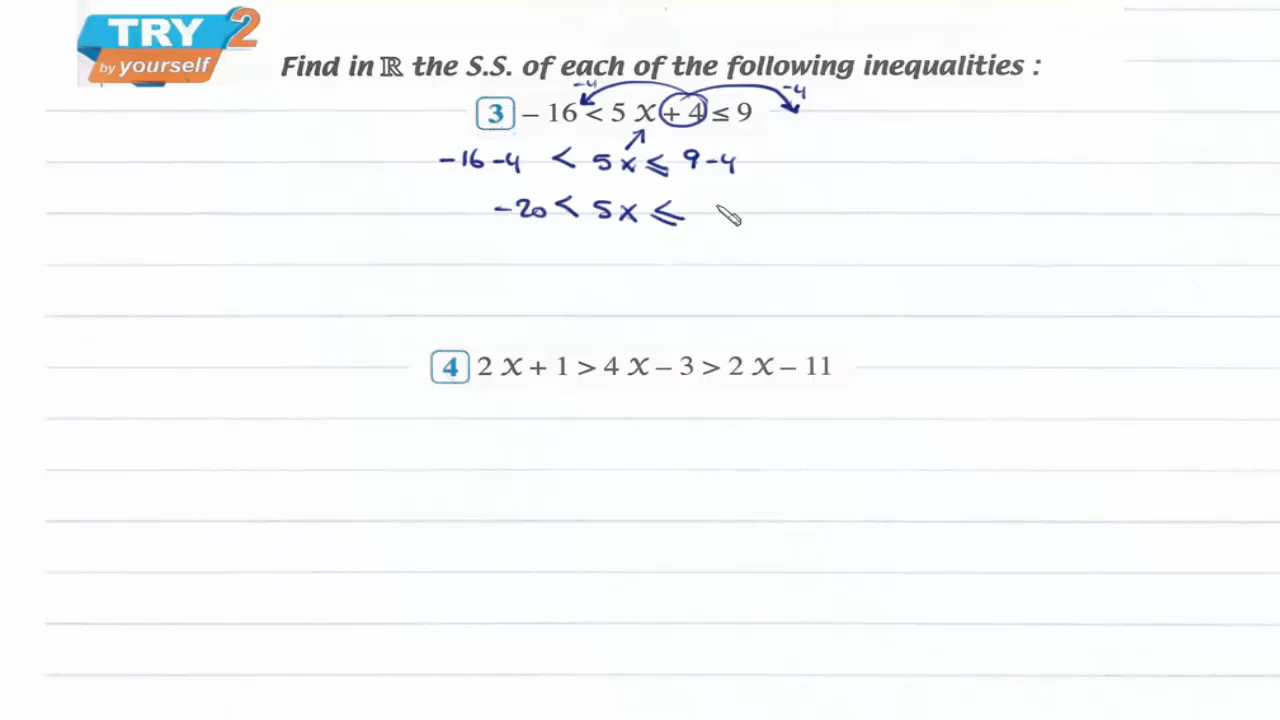 TRY 2
by yourself
Find in ℝ the S.S. of each of the following inequalities :
-4 -4
3 – 16 < 5 x + 4 ≤ 9
-16 -4 < 5x ≤ 9 -4
-20 < 5x ≤
4 2 x + 1 > 4 x – 3 > 2 x – 11